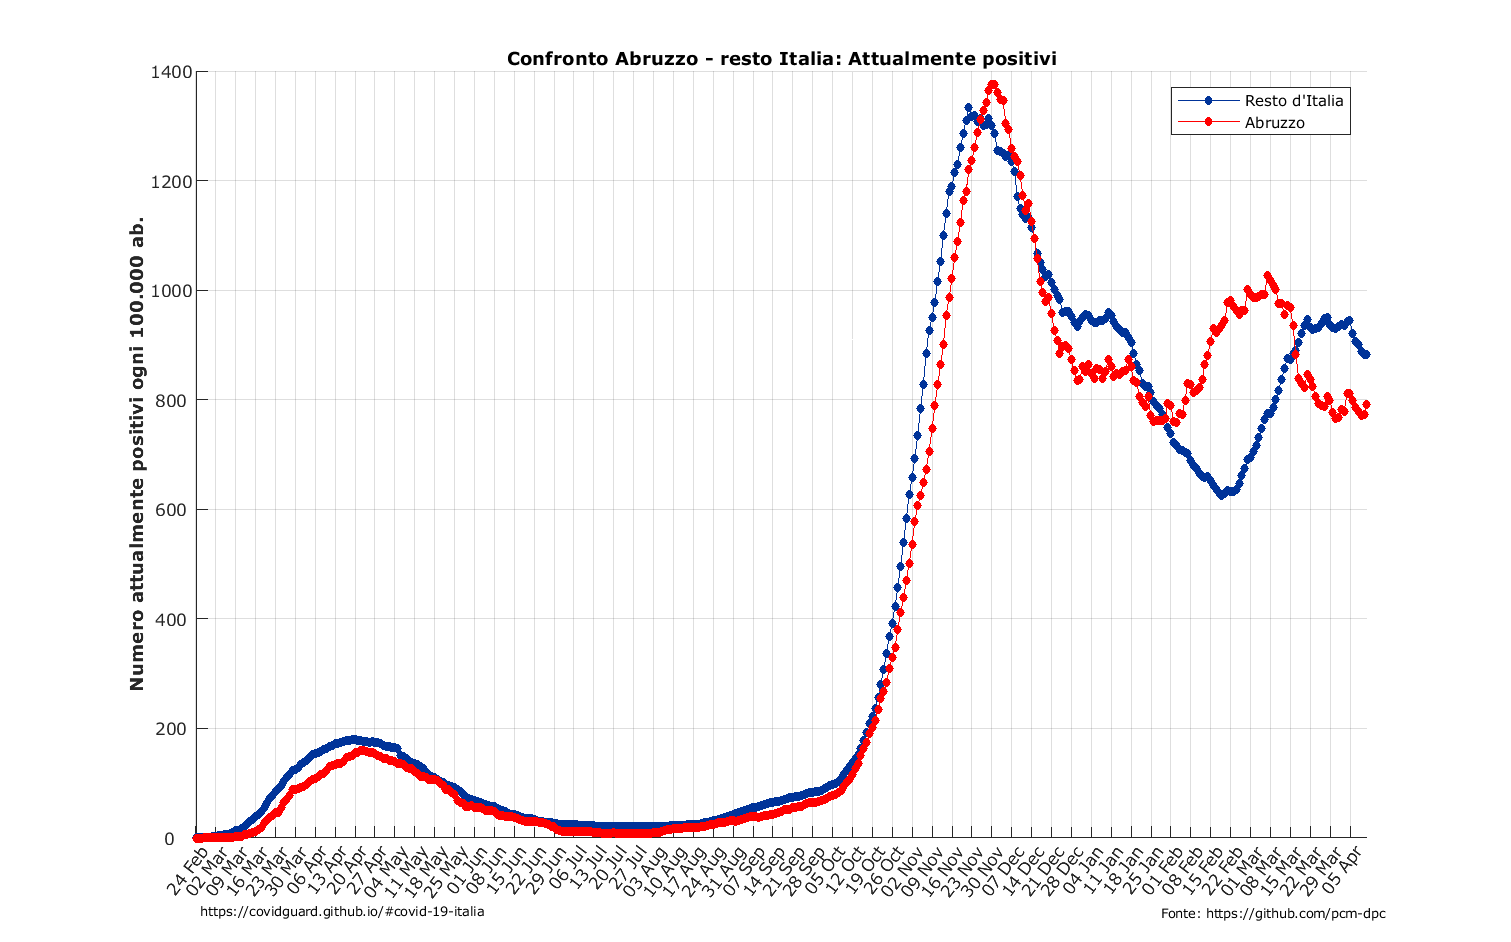 Confronto Abruzzo - resto Italia: Attualmente positivi
Resto d'Italia
Abruzzo
Numero attualmente positivi ogni 100.000 ab.
1400
1200
1000
800
600
400
200
0
24 Feb
02 Mar
09 Mar
16 Mar
23 Mar
30 Mar
06 Apr
13 Apr
20 Apr
27 Apr
04 May
11 May
18 May
25 May
01 Jun
08 Jun
15 Jun
22 Jun
29 Jun
06 Jul
13 Jul
20 Jul
27 Jul
03 Aug
10 Aug
17 Aug
24 Aug
31 Aug
07 Sep
14 Sep
21 Sep
28 Sep
05 Oct
12 Oct
19 Oct
26 Oct
02 Nov
09 Nov
16 Nov
23 Nov
30 Nov
07 Dec
14 Dec
21 Dec
28 Dec
04 Jan
11 Jan
18 Jan
25 Jan
01 Feb
08 Feb
15 Feb
22 Feb
01 Mar
08 Mar
15 Mar
22 Mar
29 Mar
05 Apr
https://covidguard.github.io/#covid-19-italia
Fonte: https://github.com/pcm-dpc